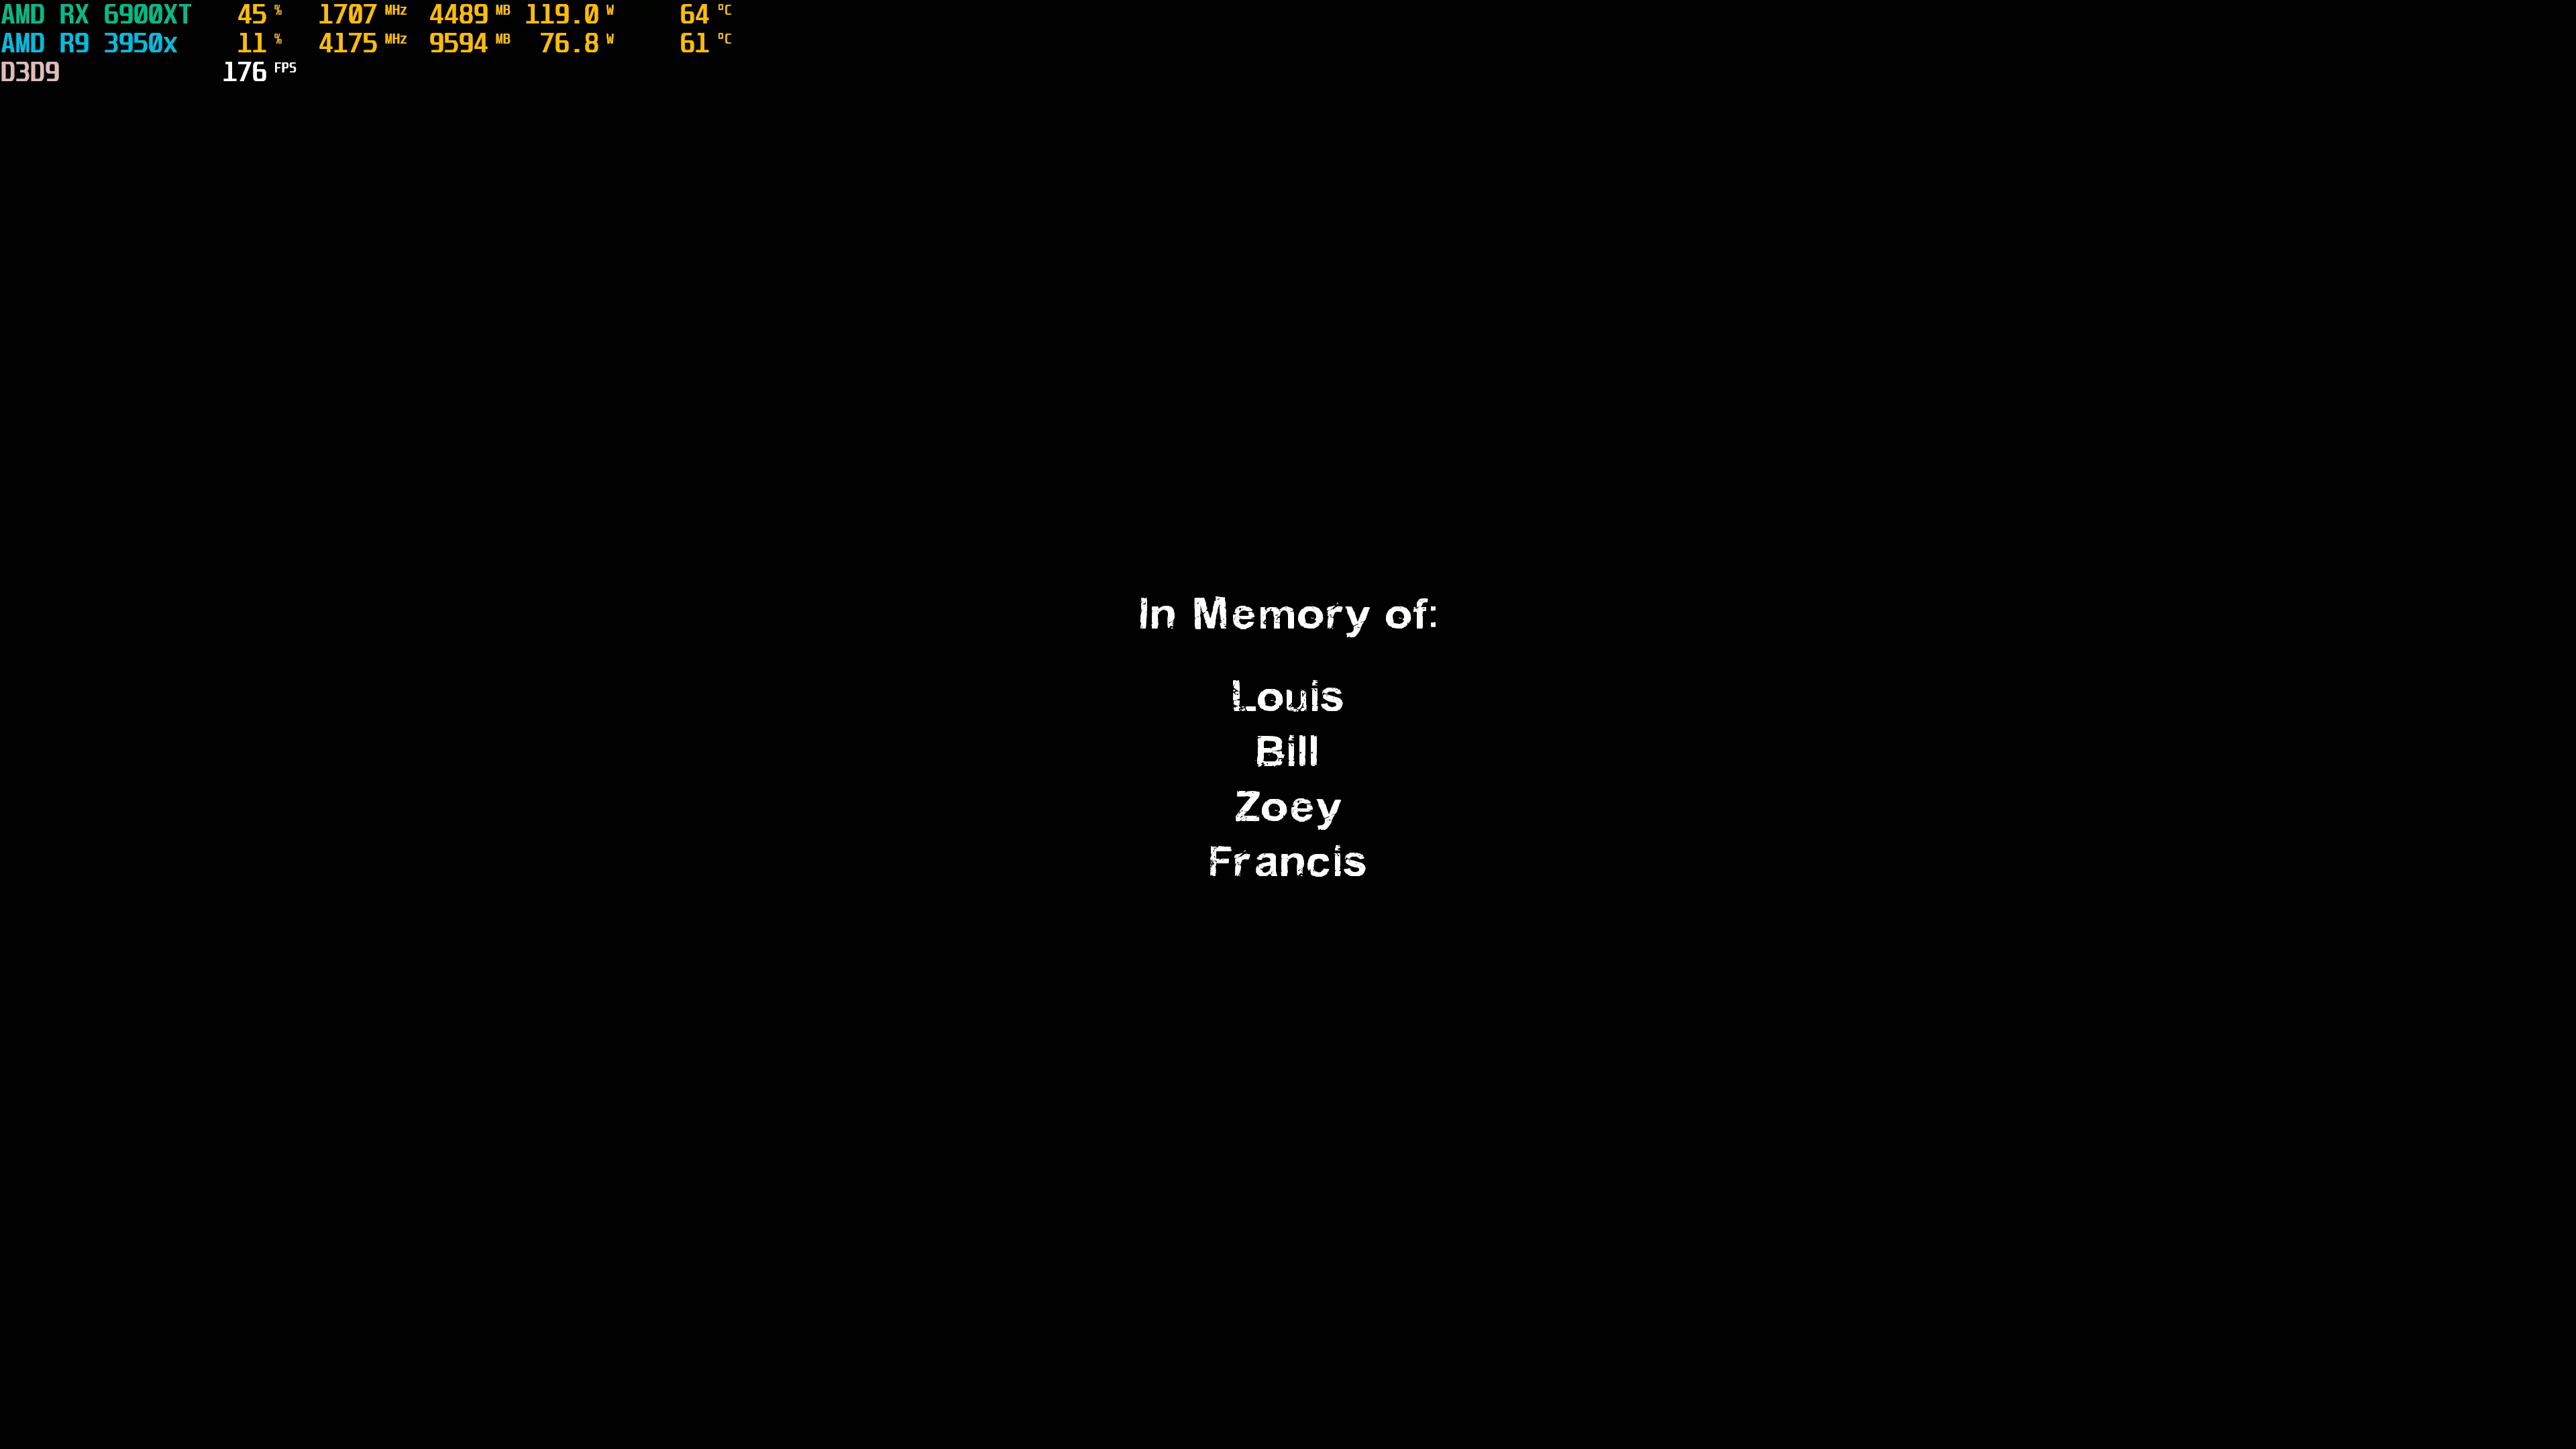 AMD RX 6900XT 45 % 1707 MHz 4489 MB 119.0 W 64 °C
AMD R9 3950x 11 % 4175 MHz 9594 MB 76.8 W 61 °C
D3D9 176 FPS
In Memory of:
Louis
Bill
Zoey
Francis